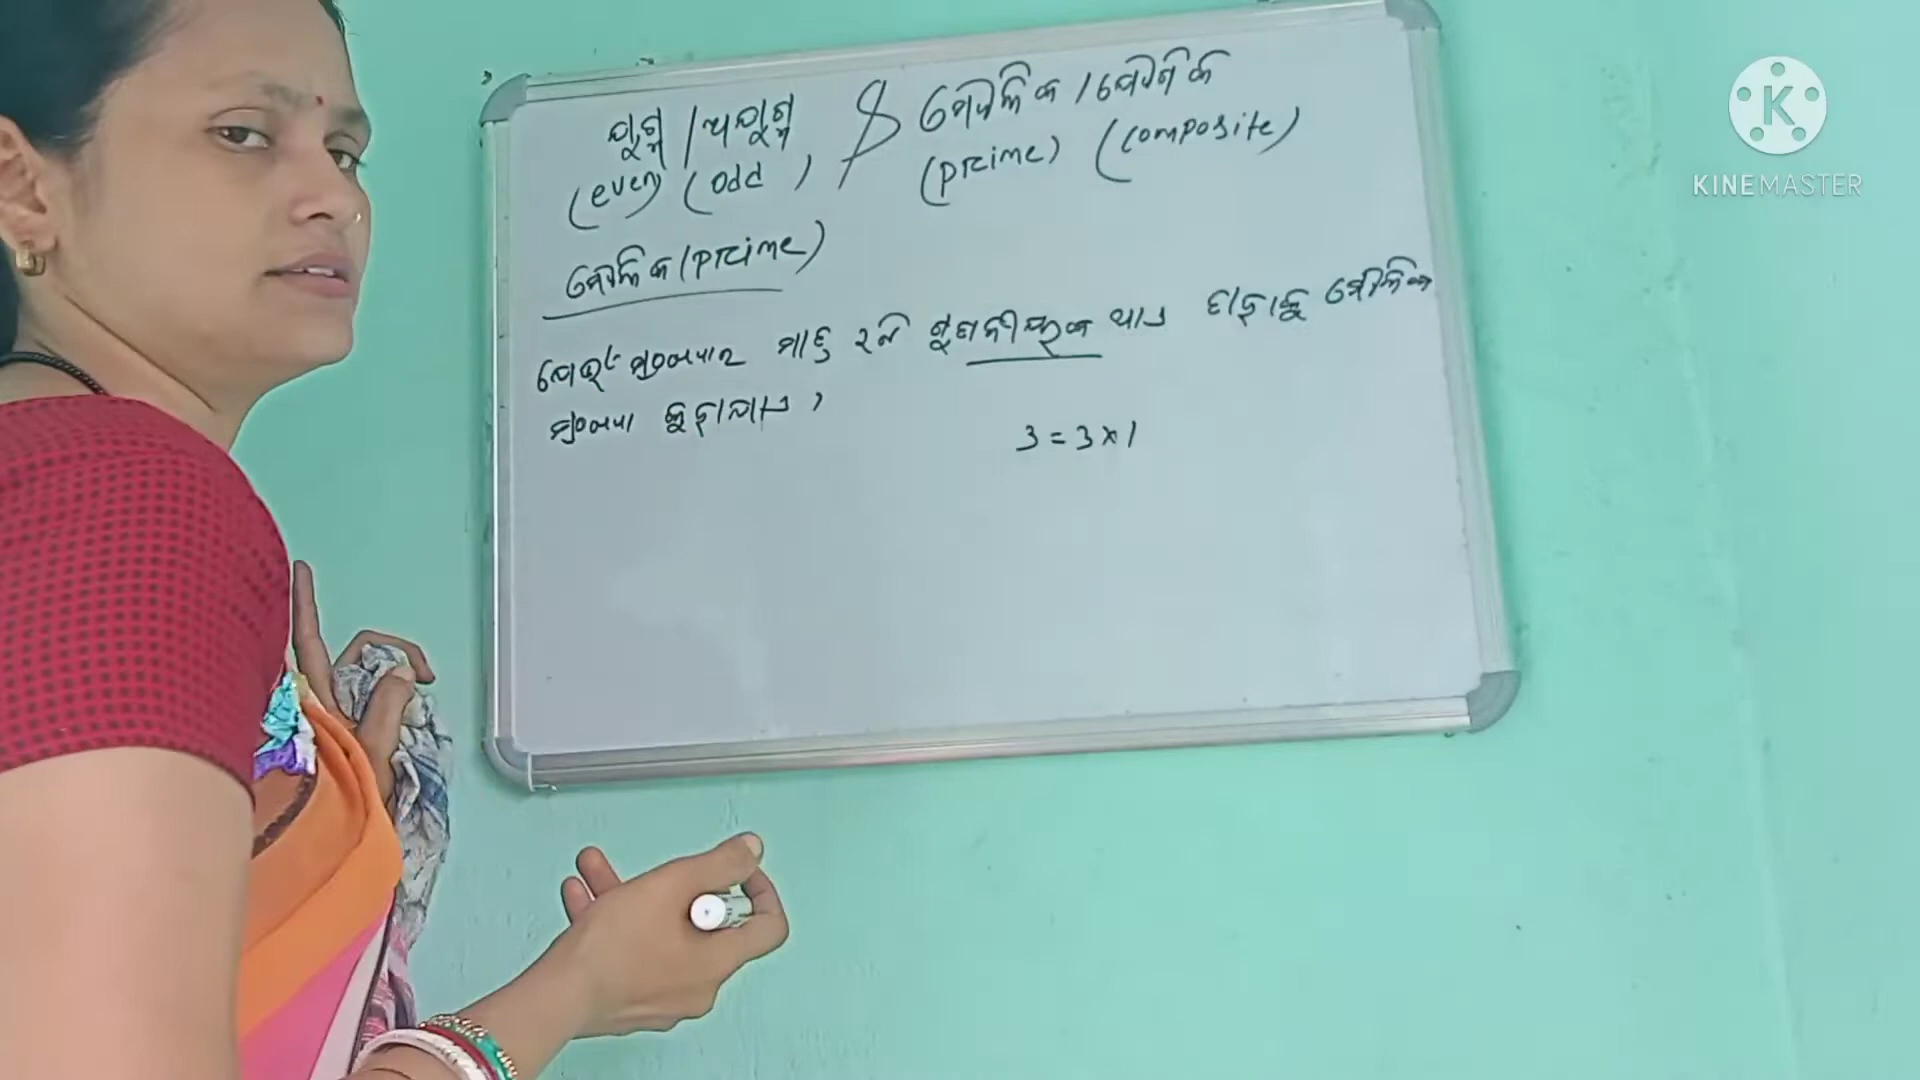 ଯୁଗ୍ମ / ଅଯୁଗ୍ମ ମୌଳିକ / ଯୌଗିକ
(even) (odd) (prime) (composite)
ମୌଳିକ (prime)
ଯେଉଁ ସଂଖ୍ୟାର ମାତ୍ର ୨ଟି ଗୁଣନୀୟକ ଥାଏ ତାହାକୁ ମୌଳିକ
ସଂଖ୍ୟା କୁହାଯାଏ ,
3 = 3 × 1
K
KINEMASTER